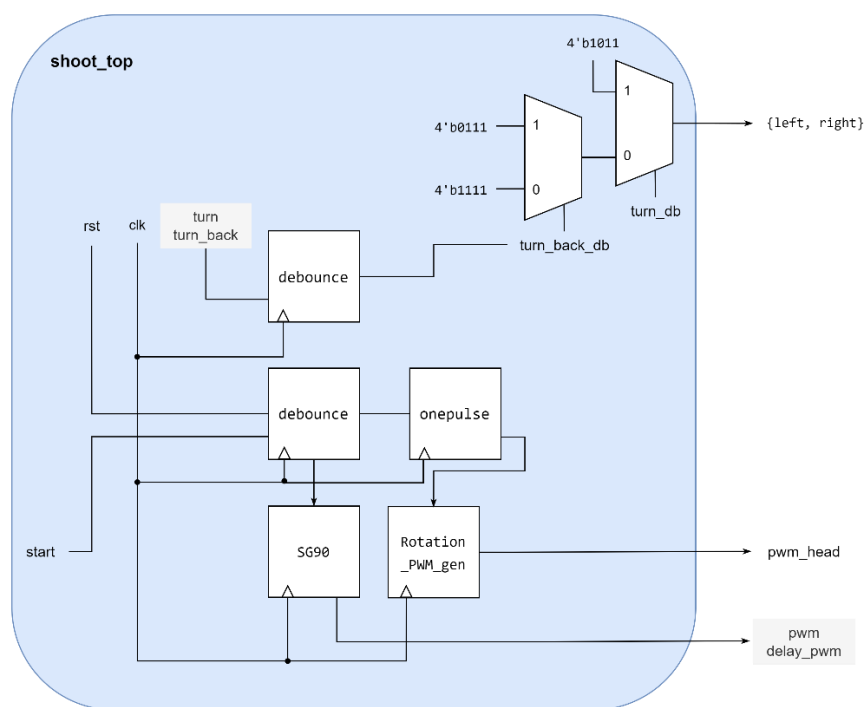 4'b1011
shoot_top
1
4'b0111
1
{left, right}
0
4'b1111
0
turn_db
turn
turn_back
rst
clk
turn_back_db
debounce
debounce
onepulse
start
SG90
Rotation
_PWM_gen
pwm_head
pwm
delay_pwm